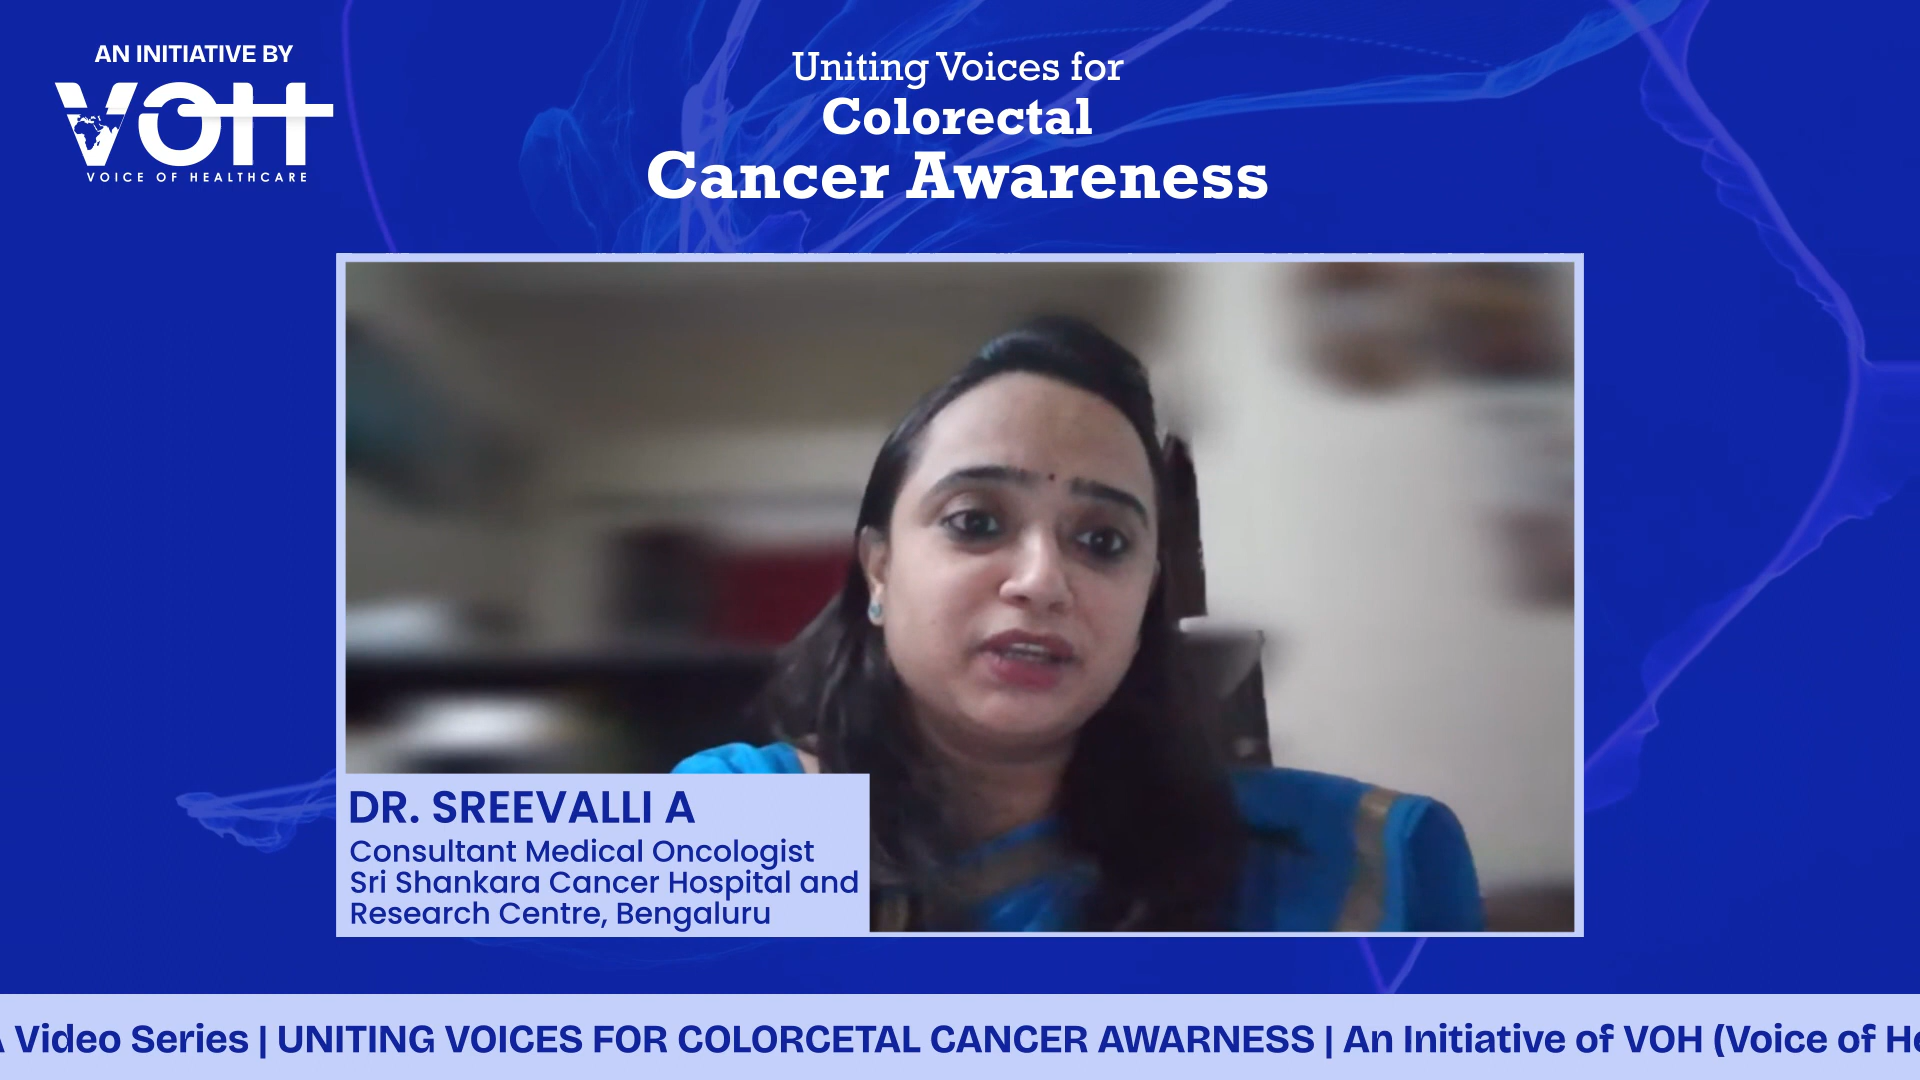 AN INITIATIVE BY
VOH
VOICE OF HEALTHCARE
Uniting Voices for
Colorectal
Cancer Awareness
DR. SREEVALLI A
Consultant Medical Oncologist
Sri Shankara Cancer Hospital and
Research Centre, Bengaluru
A Video Series | UNITING VOICES FOR COLORCETAL CANCER AWARNESS | An Initiative of VOH (Voice of He